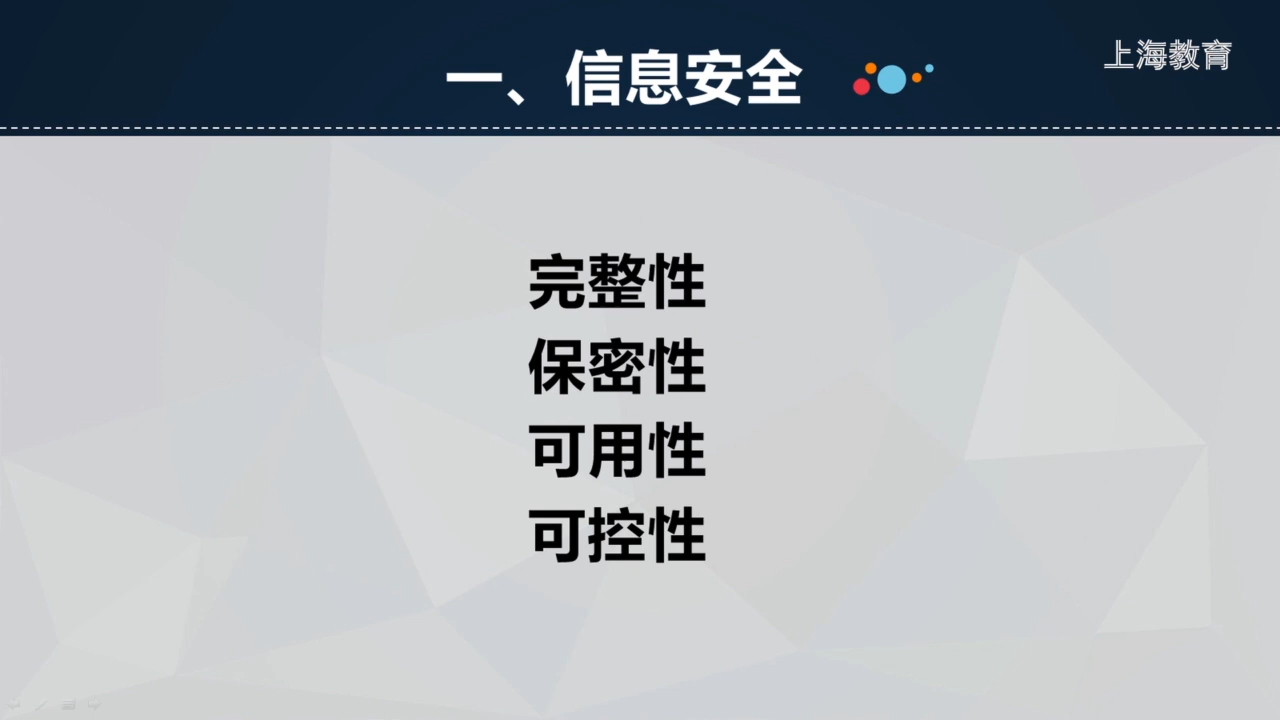 一、信息安全
上海教育
完整性
保密性
可用性
可控性